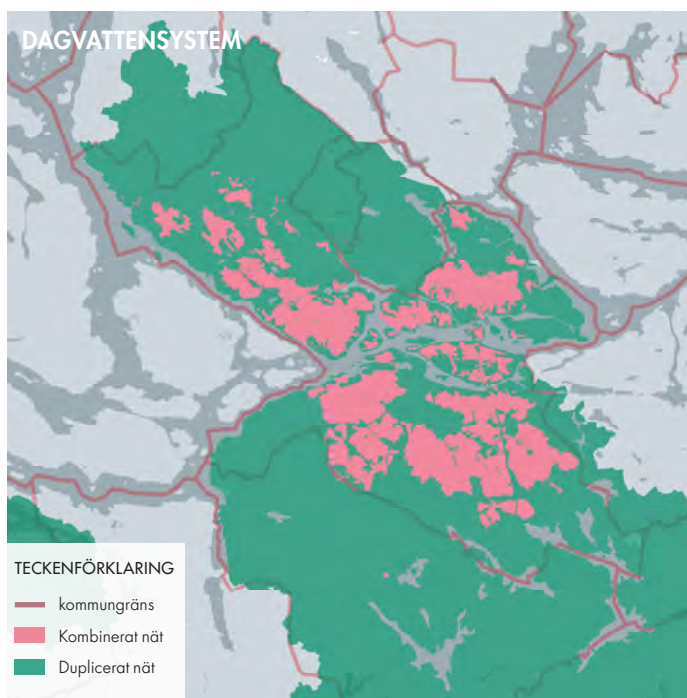 DAGVATTENSYSTEM
TECKENFÖRKLARING
kommungräns
Kombinerat nät
Duplicerat nät